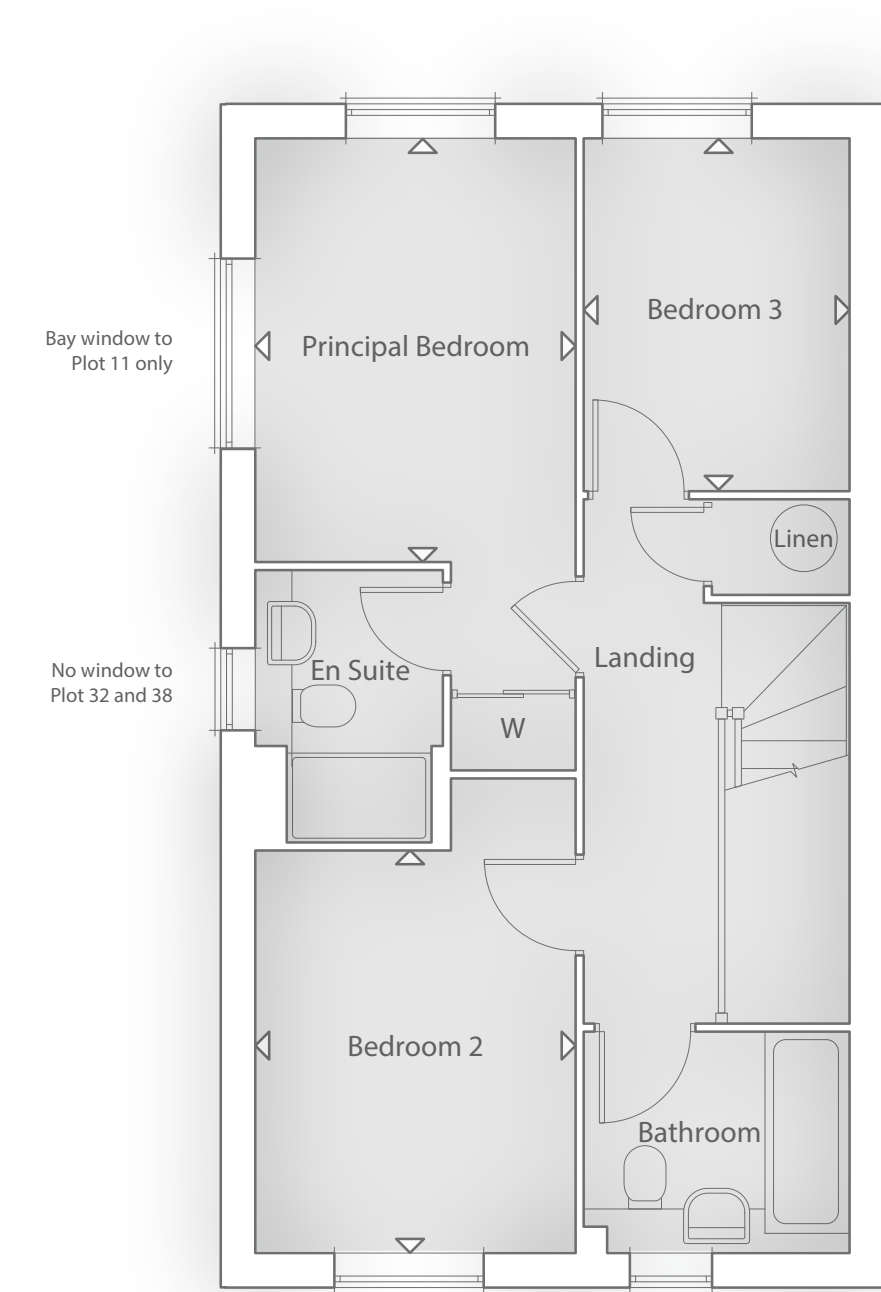 Bedroom 3
Bay window to
Plot 11 only
Principal Bedroom
Linen
Landing
No window to
Plot 32 and 38
En Suite
W
Bedroom 2
Bathroom